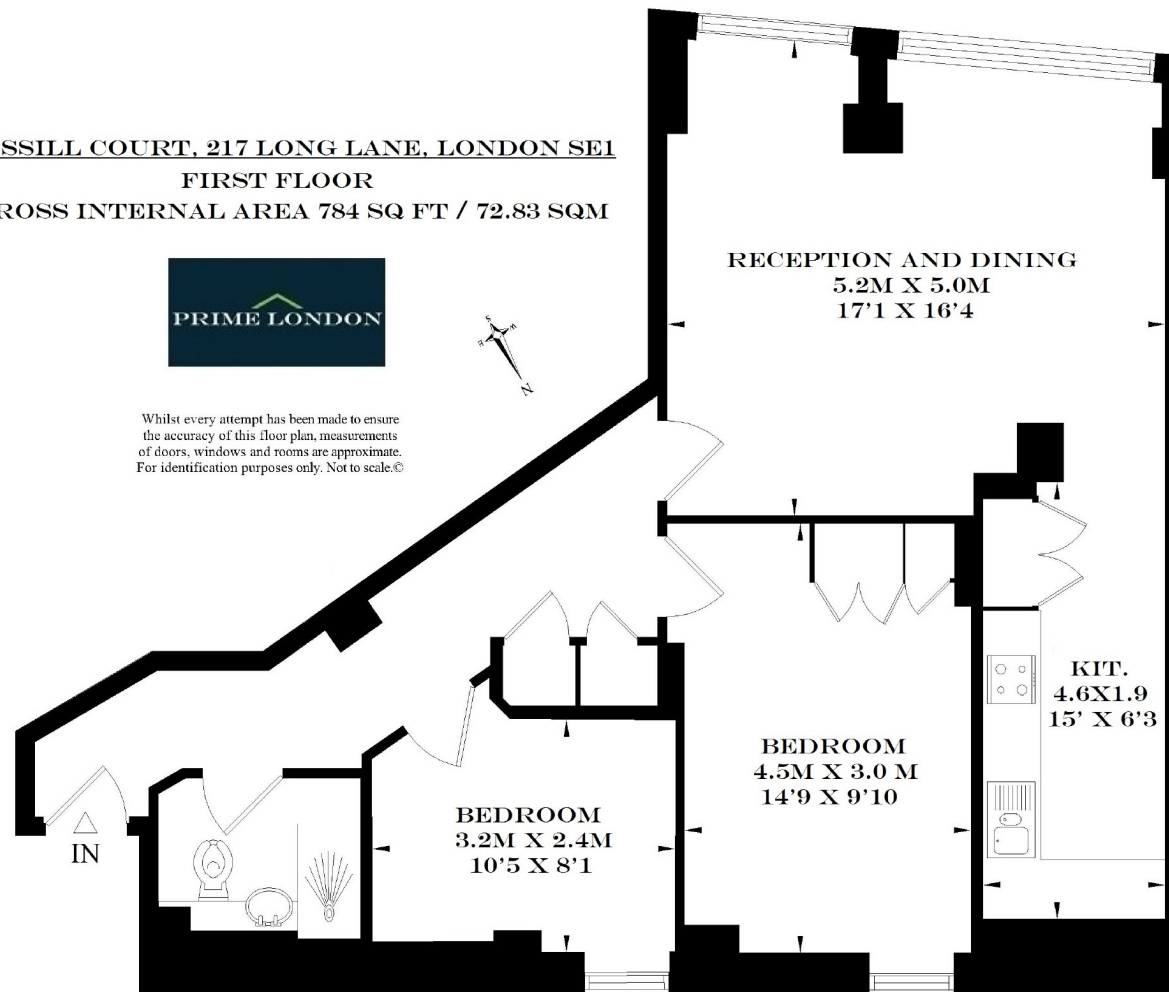 SSILL COURT, 217 LONG LANE, LONDON SE1
FIRST FLOOR
ROSS INTERNAL AREA 784 SQ FT / 72.83 SQM
PRIME LONDON
S
W
E
N
Whilst every attempt has been made to ensure
the accuracy of this floor plan, measurements
of doors, windows and rooms are approximate.
For identification purposes only. Not to scale.©
RECEPTION AND DINING
5.2M X 5.0M
17'1 X 16'4
KIT.
4.6X1.9
15' X 6'3
BEDROOM
4.5M X 3.0 M
14'9 X 9'10
BEDROOM
3.2M X 2.4M
10'5 X 8'1
IN